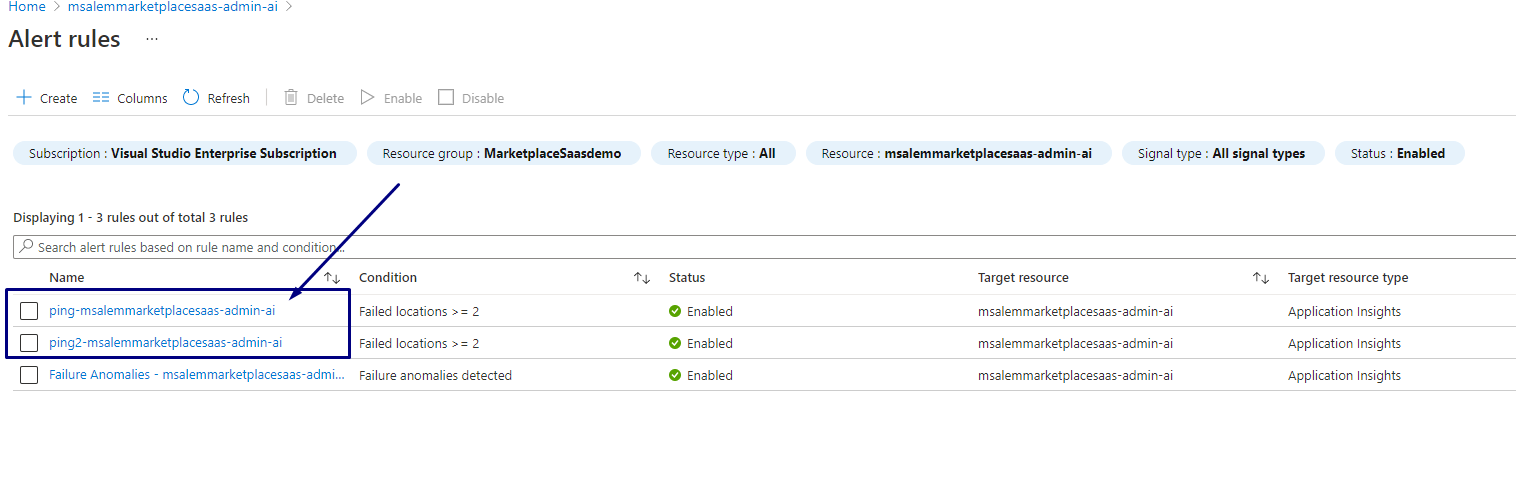 Home > msalemmarketplacesaas-admin-ai >
Alert rules ...
Create Columns Refresh Delete Enable Disable
Subscription : Visual Studio Enterprise Subscription Resource group : MarketplaceSaasdemo Resource type : All Resource : msalemmarketplacesaas-admin-ai Signal type : All signal types Status : Enabled
Displaying 1 - 3 rules out of total 3 rules
Search alert rules based on rule name and condition...
Name Condition Status Target resource Target resource type
ping-msalemmarketplacesaas-admin-ai Failed locations >= 2 Enabled msalemmarketplacesaas-admin-ai Application Insights
ping2-msalemmarketplacesaas-admin-ai Failed locations >= 2 Enabled msalemmarketplacesaas-admin-ai Application Insights
Failure Anomalies - msalemmarketplacesaas-admi... Failure anomalies detected Enabled msalemmarketplacesaas-admin-ai Application Insights